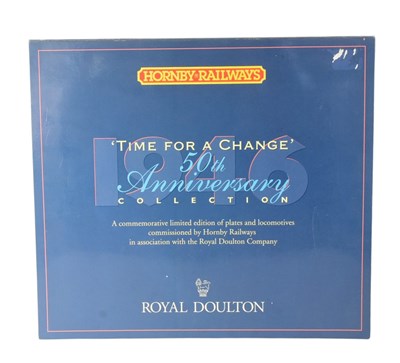 HORNBY RAILWAYS
'TIME FOR A CHANGE'
1946
50th
Anniversary
COLLECTION
A commemorative limited edition of plates and locomotives
commissioned by Hornby Railways
in association with the Royal Doulton Company
ROYAL DOULTON